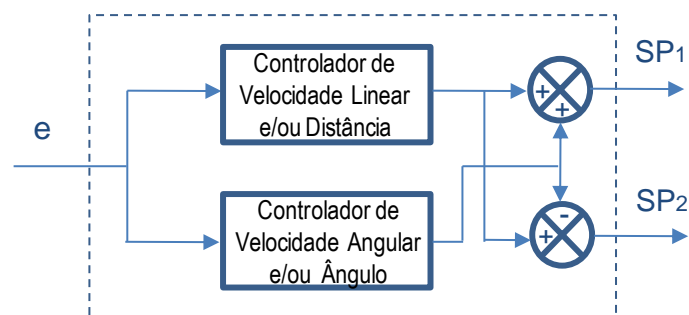 Controlador de
Velocidade Linear
e/ou Distância
+
+
SP1
e
Controlador de
Velocidade Angular
e/ou Ângulo
-
+
SP2